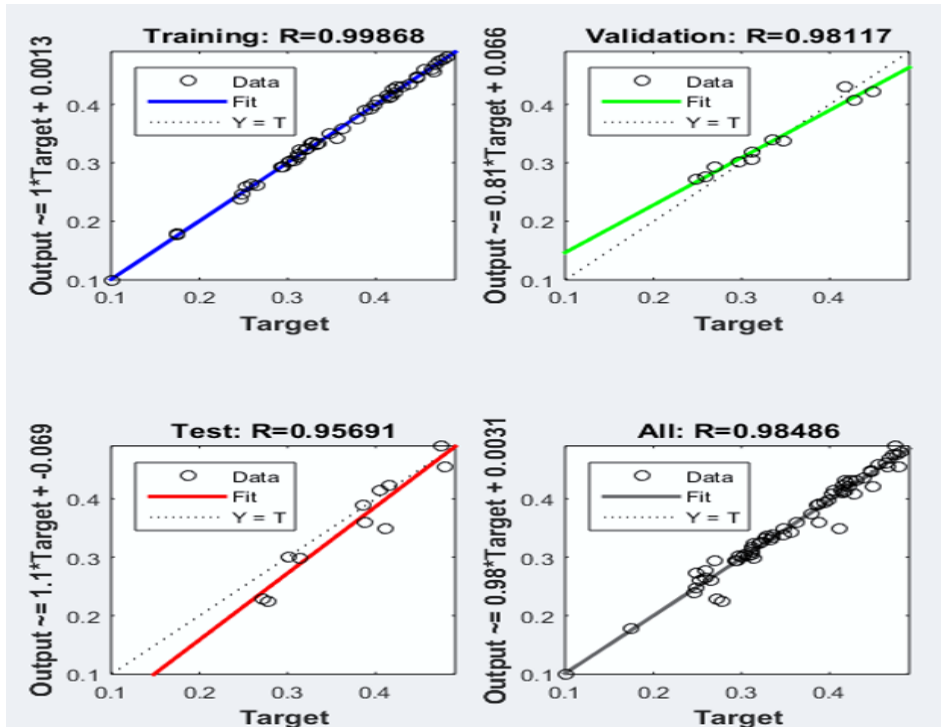 Training: R=0.99868
Output ~= 1*Target + 0.0013
Data
Fit
Y = T
0.4
0.3
0.2
0.1
0.1 0.2 0.3 0.4
Target
Validation: R=0.98117
Output ~= 0.81*Target + 0.066
Data
Fit
Y = T
0.4
0.3
0.2
0.1
0.1 0.2 0.3 0.4
Target
Test: R=0.95691
Output ~= 1.1*Target + -0.069
Data
Fit
Y = T
0.4
0.3
0.2
0.1
0.1 0.2 0.3 0.4
Target
All: R=0.98486
Output ~= 0.98*Target + 0.0031
Data
Fit
Y = T
0.4
0.3
0.2
0.1
0.1 0.2 0.3 0.4
Target